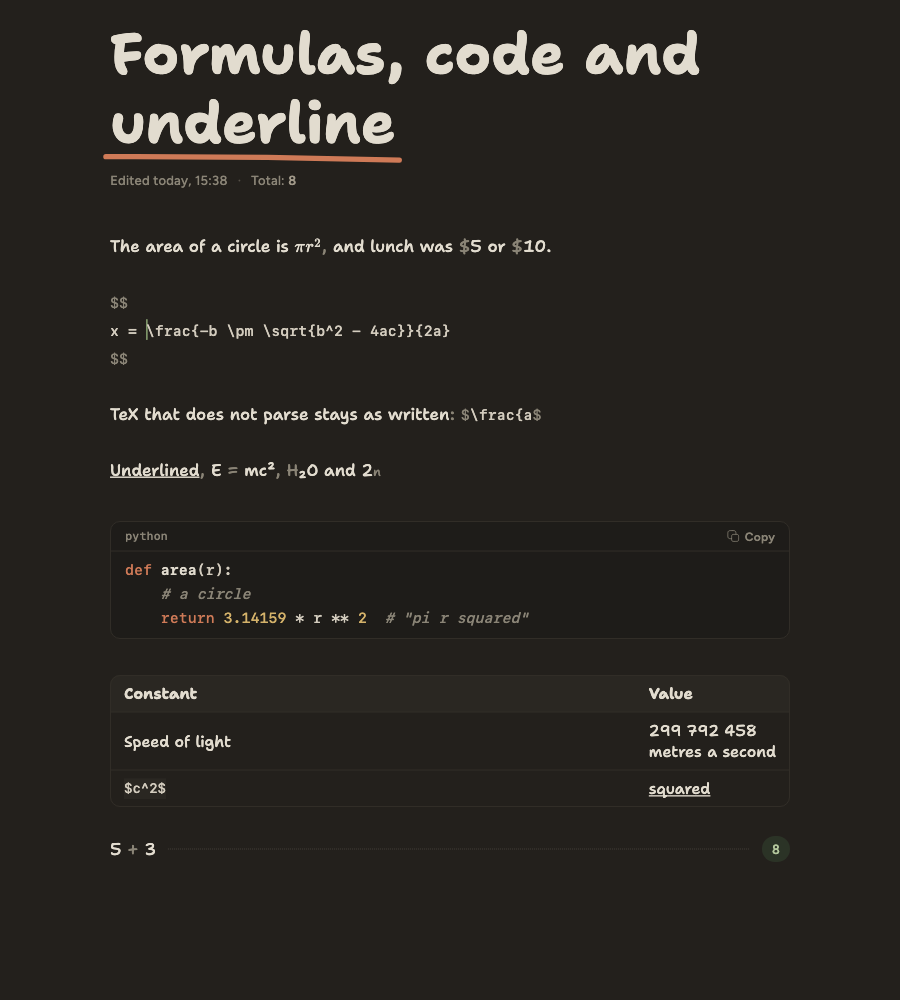 Formulas, code and
underline
Edited today, 15:38 · Total: 8
The area of a circle is πr², and lunch was $5 or $10.
$$
x = \frac{-b \pm \sqrt{b^2 - 4ac}}{2a}
$$
TeX that does not parse stays as written: $\frac{a$
Underlined, E = mc², H₂O and 2ₙ
python Copy
def area(r):
    # a circle
    return 3.14159 * r ** 2  # "pi r squared"
Constant Value
Speed of light 299 792 458
metres a second
$c^2$ squared
5 + 3 8